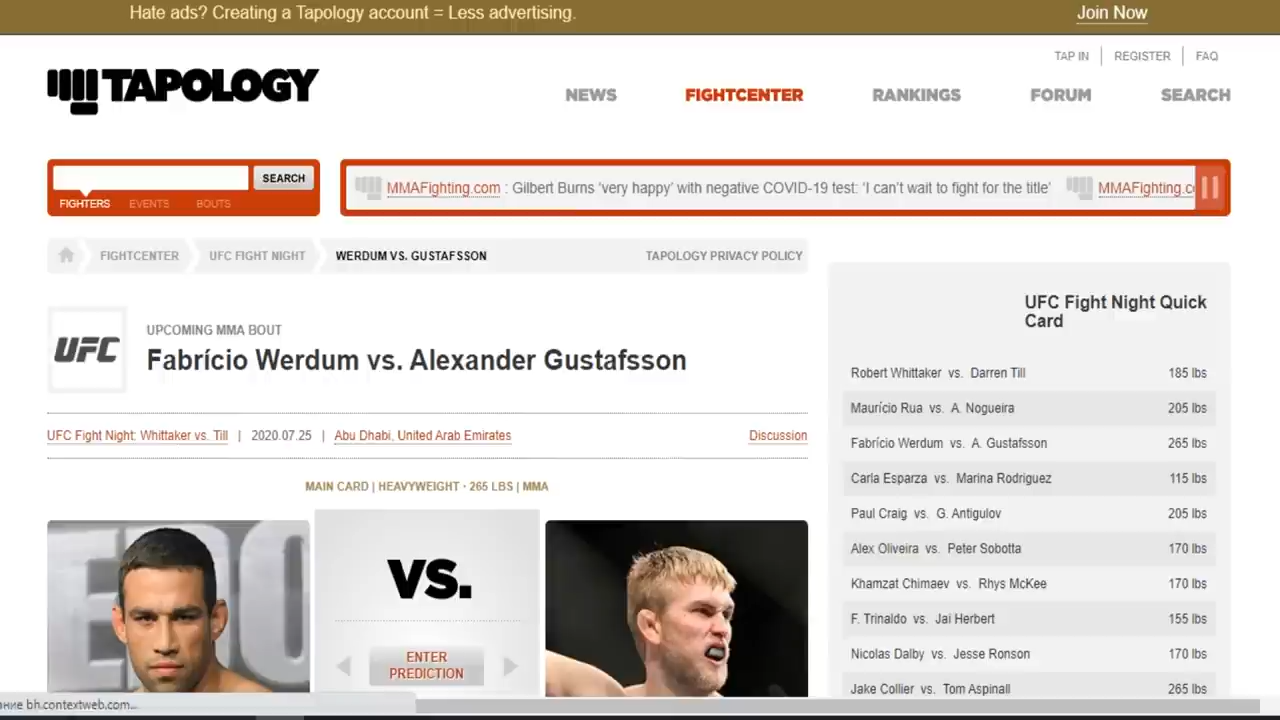 Hate ads? Creating a Tapology account = Less advertising.
Join Now
TAP IN
REGISTER
FAQ
TAPOLOGY
NEWS
FIGHTCENTER
RANKINGS
FORUM
SEARCH
SEARCH
FIGHTERS
EVENTS
BOUTS
MMAFighting.com : Gilbert Burns ‘very happy’ with negative COVID-19 test: ‘I can’t wait to fight for the title’
MMAFighting.c
FIGHTCENTER
UFC FIGHT NIGHT
WERDUM VS. GUSTAFSSON
TAPOLOGY PRIVACY POLICY
UFC
UPCOMING MMA BOUT
Fabrício Werdum vs. Alexander Gustafsson
UFC Fight Night: Whittaker vs. Till | 2020.07.25 | Abu Dhabi, United Arab Emirates
Discussion
MAIN CARD | HEAVYWEIGHT · 265 LBS | MMA
VS.
ENTER
PREDICTION
UFC Fight Night Quick
Card
Robert Whittaker vs. Darren Till 185 lbs
Maurício Rua vs. A. Nogueira 205 lbs
Fabrício Werdum vs. A. Gustafsson 265 lbs
Carla Esparza vs. Marina Rodriguez 115 lbs
Paul Craig vs. G. Antigulov 205 lbs
Alex Oliveira vs. Peter Sobotta 170 lbs
Khamzat Chimaev vs. Rhys McKee 170 lbs
F. Trinaldo vs. Jai Herbert 155 lbs
Nicolas Dalby vs. Jesse Ronson 170 lbs
Jake Collier vs. Tom Aspinall 265 lbs
ание bh.contextweb.com...